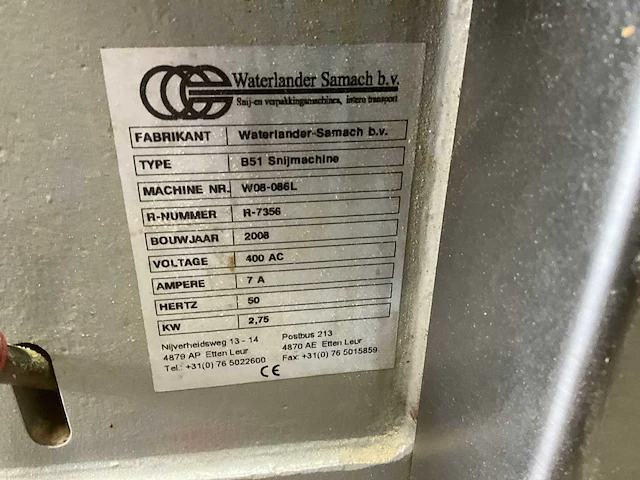 Waterlander Samach b.v.
Snij-en verpakkingsmachines, intern transport
FABRIKANT Waterlander-Samach b.v.
TYPE B51 Snijmachine
MACHINE NR. W08-086L
R-NUMMER R-7356
BOUWJAAR 2008
VOLTAGE 400 AC
AMPERE 7 A
HERTZ 50
KW 2,75
Nijverheidsweg 13 - 14 Postbus 213
4879 AP Etten Leur 4870 AE Etten Leur
Tel.: +31(0) 76 5022600 Fax: +31(0) 76 5015859
CE